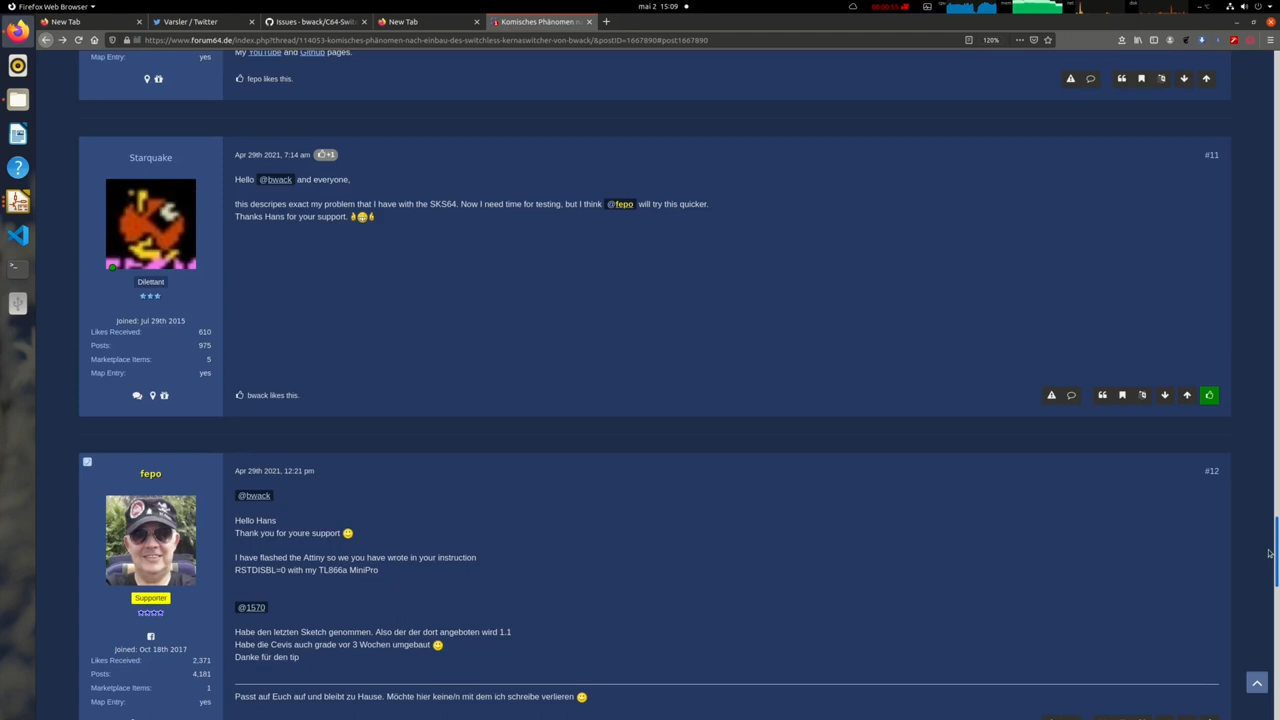 Firefox Web Browser
mai 2 15:09
New Tab
Varsler / Twitter
Issues · bwack/C64-Swit
New Tab
Komisches Phänomen n
https://www.forum64.de/index.php?thread/114053-komisches-phänomen-nach-einbau-des-switchless-kernaswitcher-von-bwack/&postID=1667890#post1667890
120%
Map Entry: yes
My YouTube and Github pages.
fepo likes this.
Starquake
Dilettant
Joined: Jul 29th 2015
Likes Received: 610
Posts: 975
Marketplace Items: 5
Map Entry: yes
Apr 29th 2021, 7:14 am +1
#11
Hello @bwack and everyone,
this descripes exact my problem that I have with the SKS64. Now I need time for testing, but I think @fepo will try this quicker.
Thanks Hans for your support.
bwack likes this.
fepo
Supporter
Joined: Oct 18th 2017
Likes Received: 2,371
Posts: 4,181
Marketplace Items: 1
Map Entry: yes
Apr 29th 2021, 12:21 pm
#12
@bwack
Hello Hans
Thank you for youre support
I have flashed the Attiny so we you have wrote in your instruction
RSTDISBL=0 with my TL866a MiniPro
@1570
Habe den letzten Sketch genommen. Also der der dort angeboten wird 1.1
Habe die Cevis auch grade vor 3 Wochen umgebaut
Danke für den tip
Passt auf Euch auf und bleibt zu Hause. Möchte hier keine/n mit dem ich schreibe verlieren